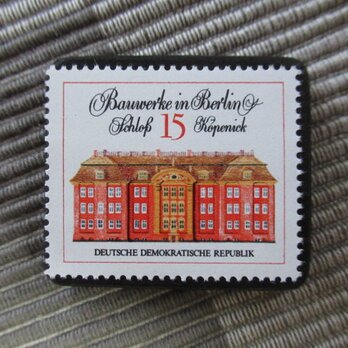 Bauwerke in Berlin
Schloß 15 Köpenick
DEUTSCHE DEMOKRATISCHE REPUBLIK